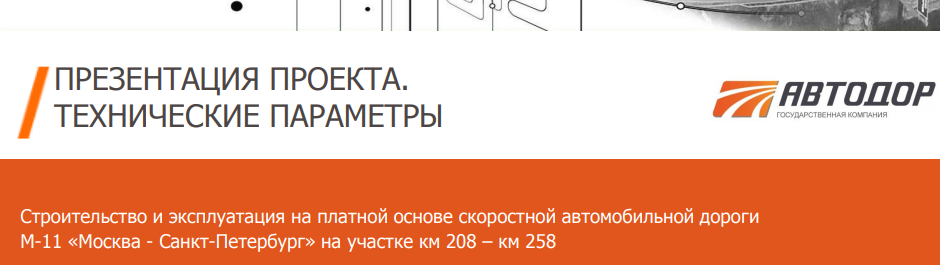 ПРЕЗЕНТАЦИЯ ПРОЕКТА.
ТЕХНИЧЕСКИЕ ПАРАМЕТРЫ
АВТОДОР
ГОСУДАРСТВЕННАЯ КОМПАНИЯ
Строительство и эксплуатация на платной основе скоростной автомобильной дороги
М-11 «Москва - Санкт-Петербург» на участке км 208 – км 258